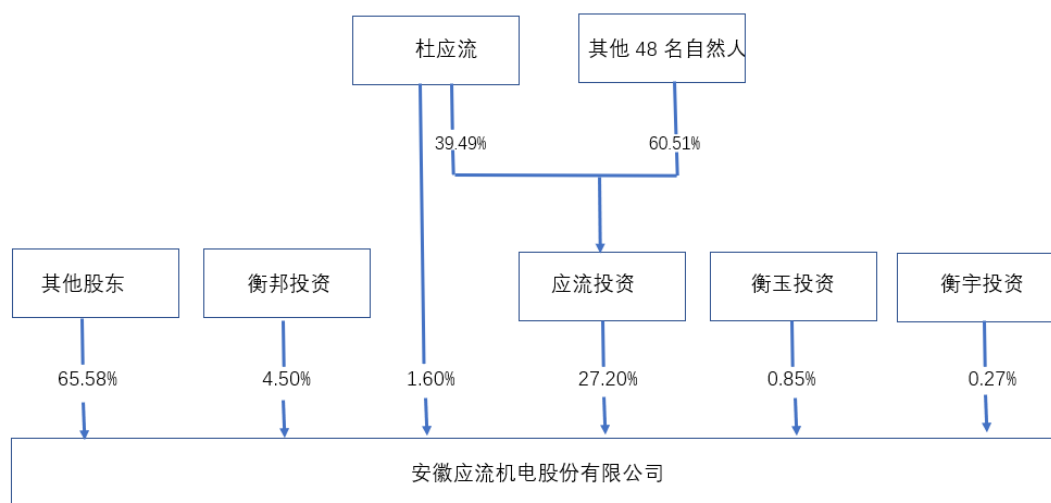 杜应流
其他 48 名自然人
39.49%
60.51%
其他股东
衡邦投资
应流投资
衡玉投资
衡宇投资
65.58%
4.50%
1.60%
27.20%
0.85%
0.27%
安徽应流机电股份有限公司